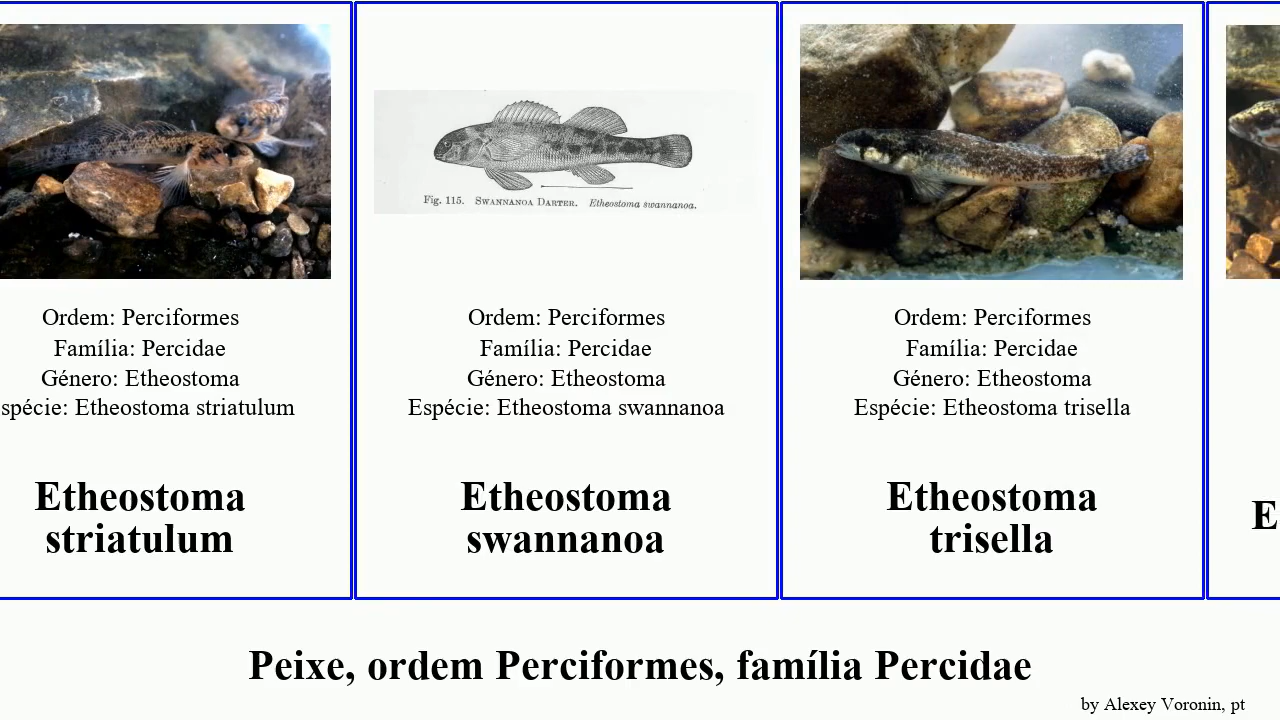 Fig. 115. SWANNANOA DARTER. Etheostoma swannanoa.
Ordem: Perciformes
Família: Percidae
Género: Etheostoma
spécie: Etheostoma striatulum
Etheostoma
striatulum
Ordem: Perciformes
Família: Percidae
Género: Etheostoma
Espécie: Etheostoma swannanoa
Etheostoma
swannanoa
Ordem: Perciformes
Família: Percidae
Género: Etheostoma
Espécie: Etheostoma trisella
Etheostoma
trisella
E
Peixe, ordem Perciformes, família Percidae
by Alexey Voronin, pt